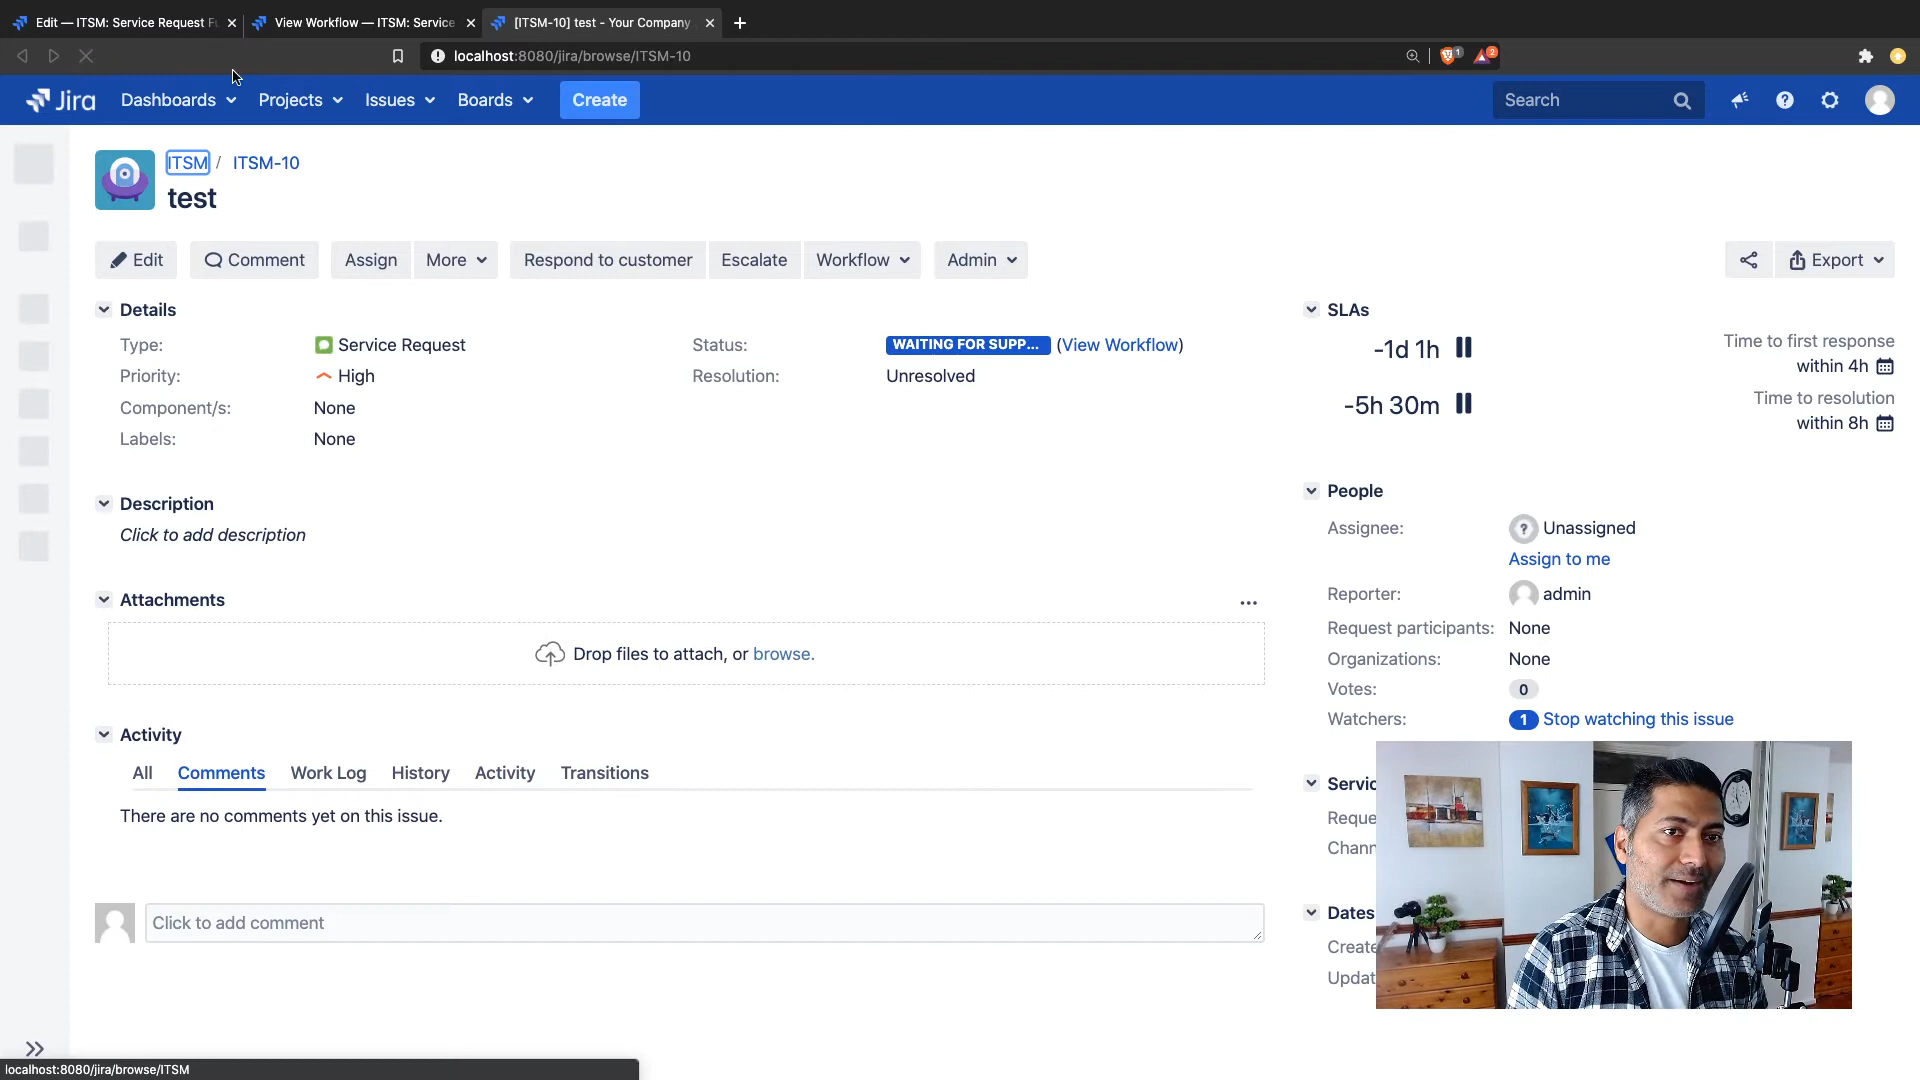 Edit — ITSM: Service Request Fu
View Workflow — ITSM: Service
[ITSM-10] test - Your Company
localhost:8080/jira/browse/ITSM-10
1
2
Jira
Dashboards
Projects
Issues
Boards
Create
Search
ITSM / ITSM-10
test
Edit
Comment
Assign
More
Respond to customer
Escalate
Workflow
Admin
Export
Details
Type: Service Request
Status: WAITING FOR SUPP... (View Workflow)
Priority: High
Resolution: Unresolved
Component/s: None
Labels: None
Description
Click to add description
Attachments
Drop files to attach, or browse.
Activity
All Comments Work Log History Activity Transitions
There are no comments yet on this issue.
Click to add comment
SLAs
-1d 1h
Time to first response
within 4h
-5h 30m
Time to resolution
within 8h
People
Assignee: Unassigned
Assign to me
Reporter: admin
Request participants: None
Organizations: None
Votes: 0
Watchers: 1 Stop watching this issue
Servic
Reque
Chann
Dates
Create
Updat
localhost:8080/jira/browse/ITSM